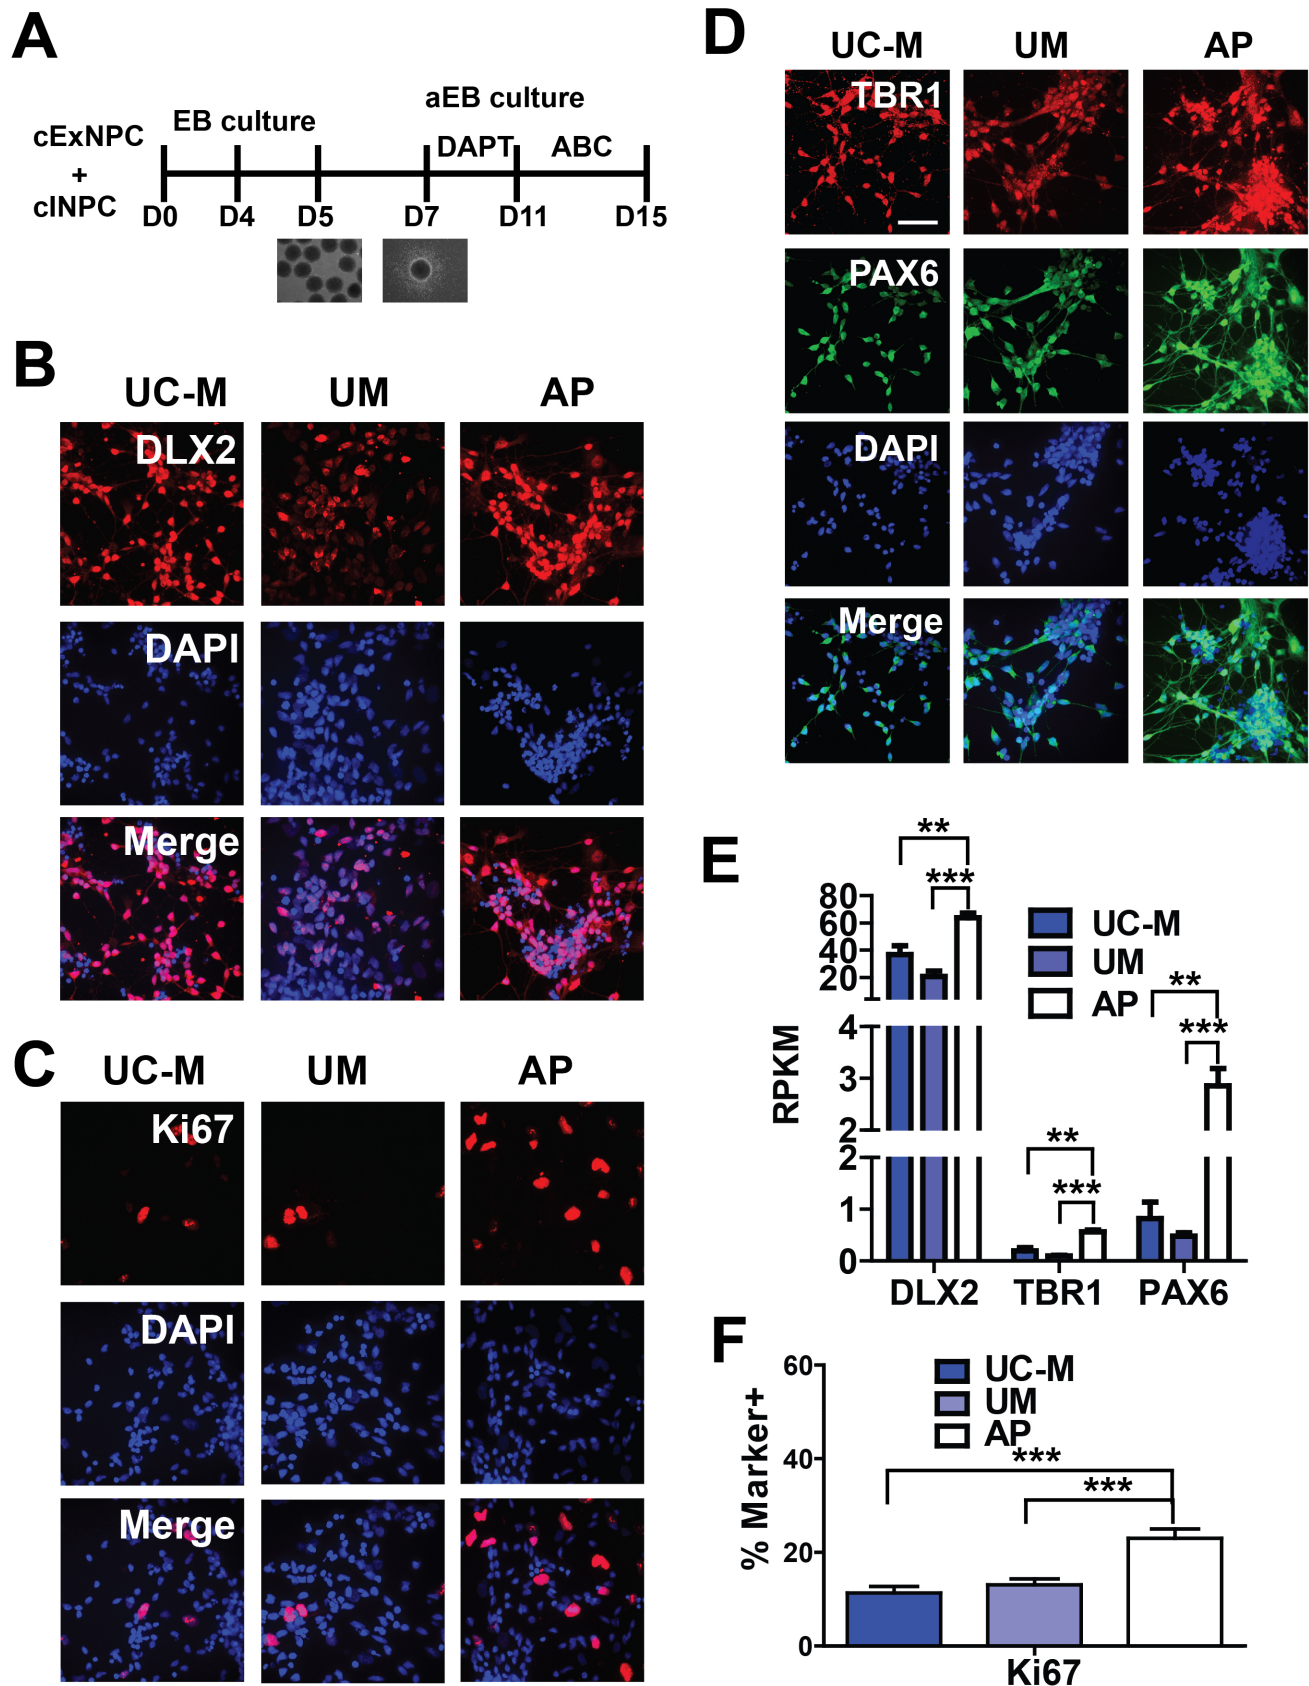 A
cExNPC
+
cINPC
EB culture
aEB culture
DAPT
ABC
D0 D4 D5 D7 D11 D15
B
UC-M UM AP
DLX2
DAPI
Merge
C
UC-M UM AP
Ki67
DAPI
Merge
D
UC-M UM AP
TBR1
PAX6
DAPI
Merge
E
**
***
80
60
40
20
4
3
2
2
1
0
RPKM
UC-M
UM
AP
**
***
**
***
DLX2 TBR1 PAX6
F
60
40
20
0
% Marker+
UC-M
UM
AP
***
***
Ki67